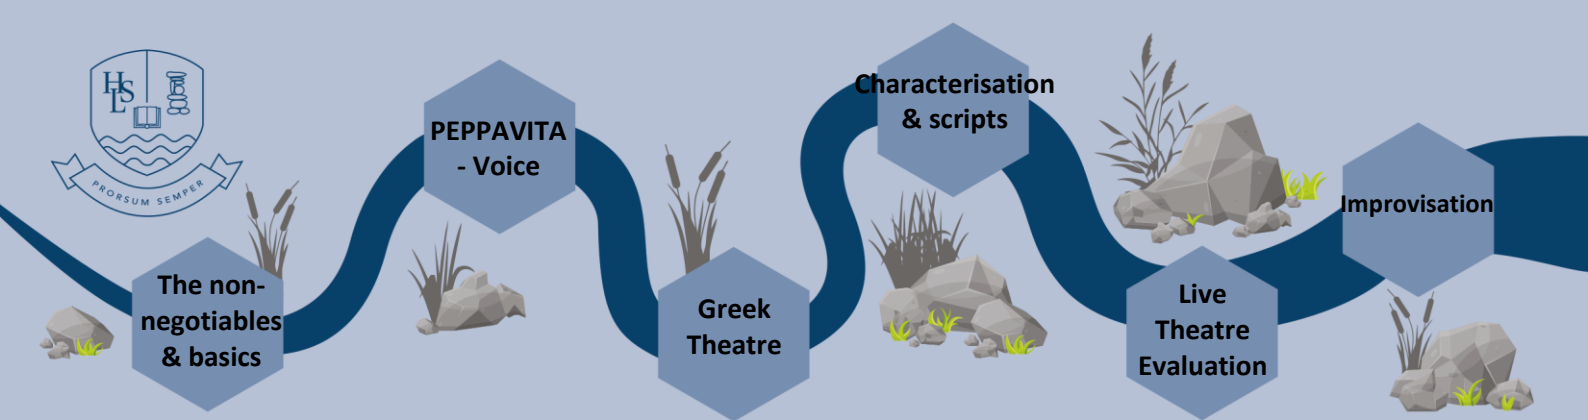 HLS
PRORSUM SEMPER
The non-
negotiables
& basics
PEPPAVITA
- Voice
Greek
Theatre
Characterisation
& scripts
Live
Theatre
Evaluation
Improvisation